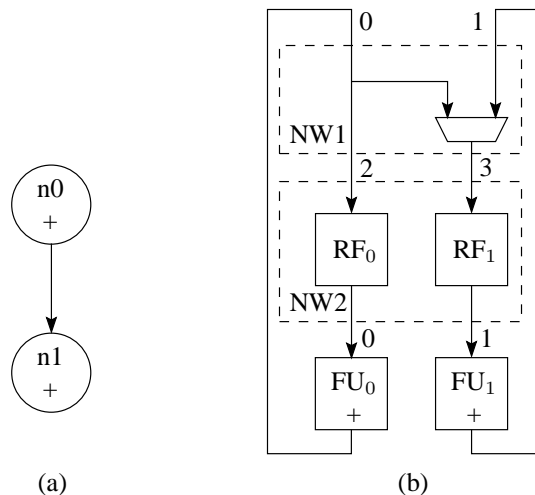 0 1
n0
+
NW1
2 3
RF₀ RF₁
NW2
0 1
n1
+
FU₀ FU₁
+ +
(a) (b)